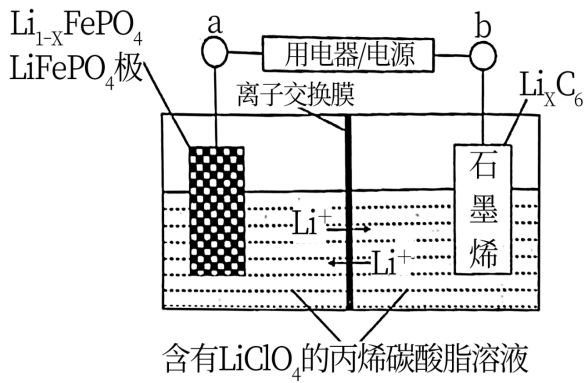 Li₁₋ₓFePO₄
LiFePO₄极
a
用电器/电源
b
离子交换膜
LiₓC₆
石墨烯
Li⁺
Li⁺
含有LiClO₄的丙烯碳酸脂溶液